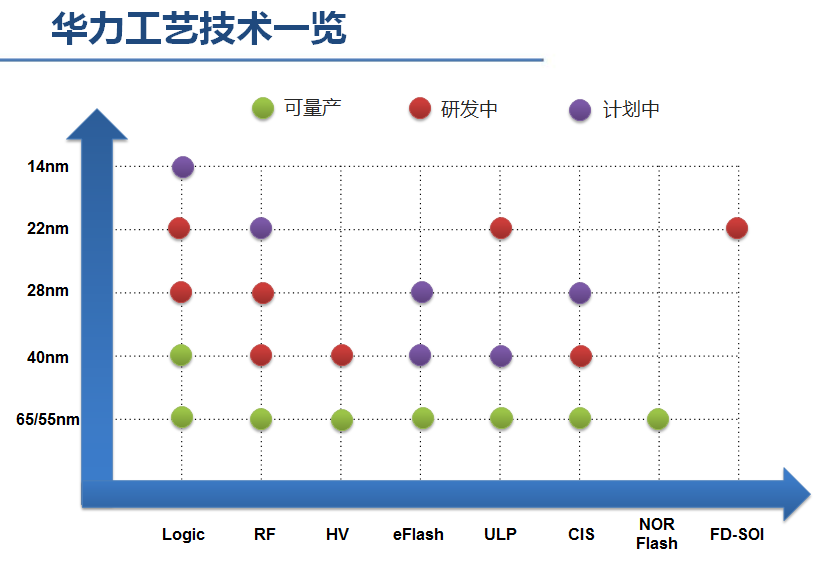 华力工艺技术一览
可量产 研发中 计划中
14nm
22nm
28nm
40nm
65/55nm
Logic RF HV eFlash ULP CIS NOR Flash FD-SOI